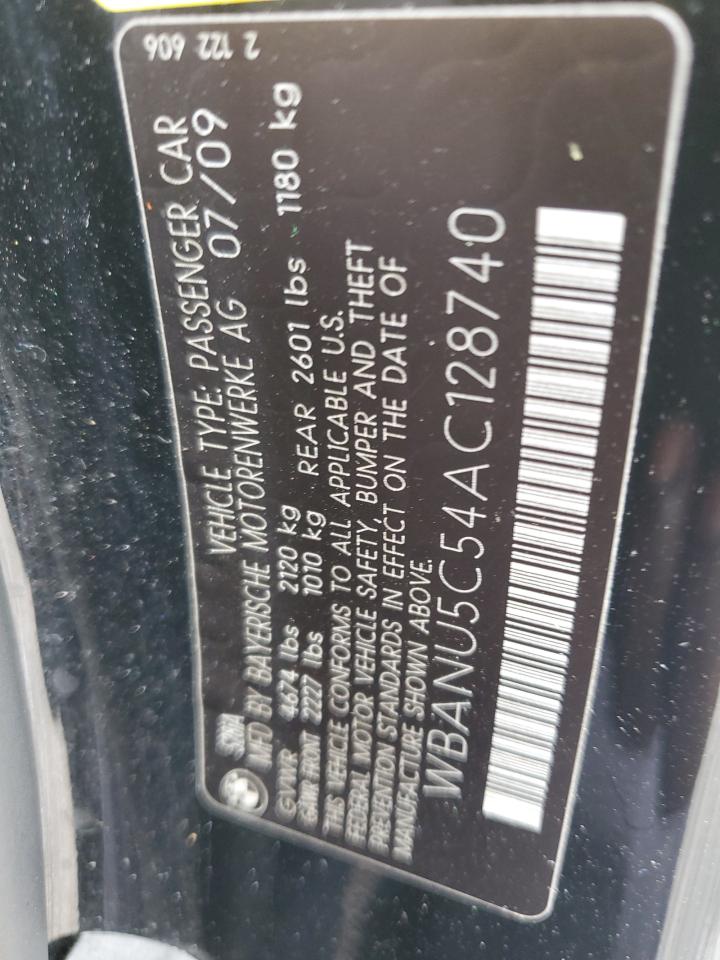 2 122 606
VEHICLE TYPE: PASSENGER CAR
MFD BY BAYERISCHE MOTORENWERKE AG 07/09
GVWR 4674 lbs 2120 kg
GAWR FRONT 2227 lbs 1010 kg REAR 2601 lbs 1180 kg
THIS VEHICLE CONFORMS TO ALL APPLICABLE U.S.
FEDERAL MOTOR VEHICLE SAFETY, BUMPER AND THEFT
PREVENTION STANDARDS IN EFFECT ON THE DATE OF
MANUFACTURE SHOWN ABOVE.
WBANU5C54AC128740